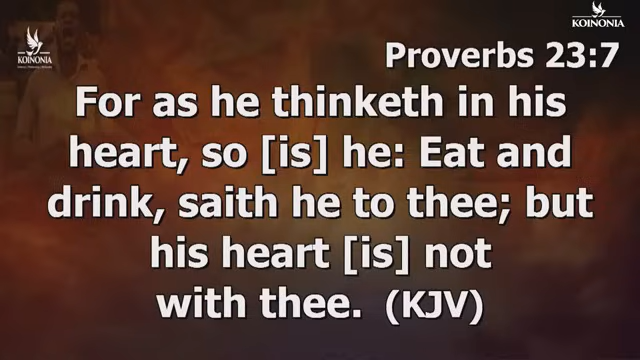 KOINONIA
KOINONIA
Proverbs 23:7
For as he thinketh in his
heart, so [is] he: Eat and
drink, saith he to thee; but
his heart [is] not
with thee. (KJV)